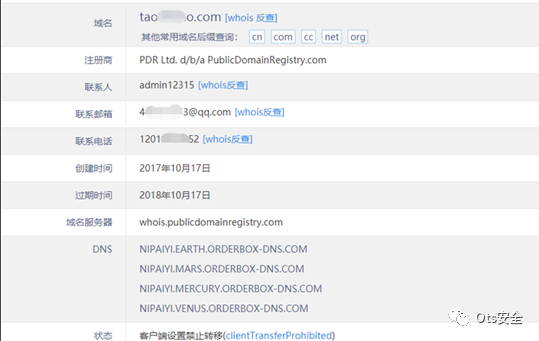 域名 tao o.com [whois 反查]
其他常用域名后缀查询： cn com cc net org
注册商 PDR Ltd. d/b/a PublicDomainRegistry.com
联系人 admin12315 [whois反查]
联系邮箱 4 3@qq.com [whois反查]
联系电话 1201 52 [whois反查]
创建时间 2017年10月17日
过期时间 2018年10月17日
域名服务器 whois.publicdomainregistry.com
DNS NIPAIYI.EARTH.ORDERBOX-DNS.COM
NIPAIYI.MARS.ORDERBOX-DNS.COM
NIPAIYI.MERCURY.ORDERBOX-DNS.COM
NIPAIYI.VENUS.ORDERBOX-DNS.COM
Ots安全
状态 客户端设置禁止转移(clientTransferProhibited)